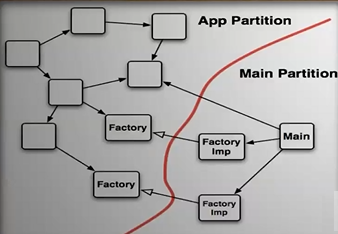 App Partition
Main Partition
Factory
Factory
Imp
Main
Factory
Factory
Imp